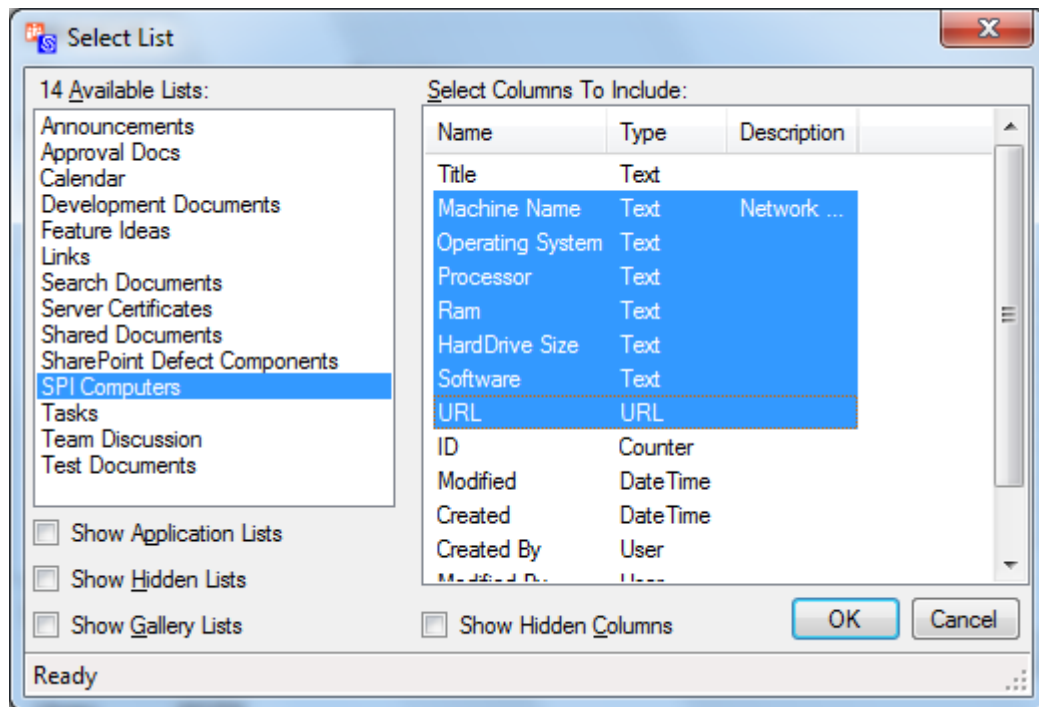 Select List
14 Available Lists:
Announcements
Approval Docs
Calendar
Development Documents
Feature Ideas
Links
Search Documents
Server Certificates
Shared Documents
SharePoint Defect Components
SPI Computers
Tasks
Team Discussion
Test Documents
Show Application Lists
Show Hidden Lists
Show Gallery Lists
Select Columns To Include:
Name Type Description
Title Text
Machine Name Text Network ...
Operating System Text
Processor Text
Ram Text
HardDrive Size Text
Software Text
URL URL
ID Counter
Modified DateTime
Created DateTime
Created By User
Modified By User
Show Hidden Columns
OK Cancel
Ready